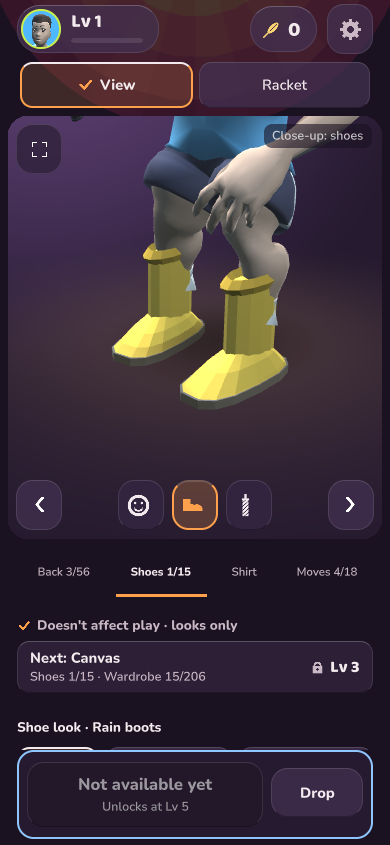 Lv 1
0
View
Racket
Close-up: shoes
Back 3/56
Shoes 1/15
Shirt
Moves 4/18
Doesn't affect play · looks only
Next: Canvas
Shoes 1/15 · Wardrobe 15/206
Lv 3
Shoe look · Rain boots
Not available yet
Unlocks at Lv 5
Drop